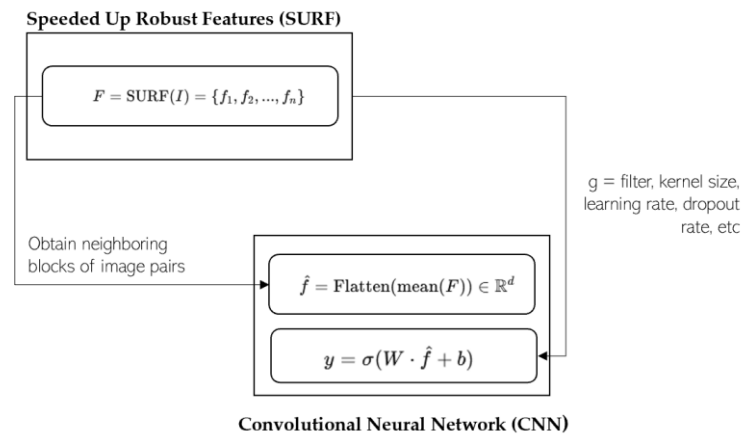 Speeded Up Robust Features (SURF)
F = SURF(I) = {f₁, f₂, ..., fₙ}
g = filter, kernel size,
learning rate, dropout
rate, etc
Obtain neighboring
blocks of image pairs
f̂ = Flatten(mean(F)) ∈ ℝᵈ
y = σ(W · f̂ + b)
Convolutional Neural Network (CNN)